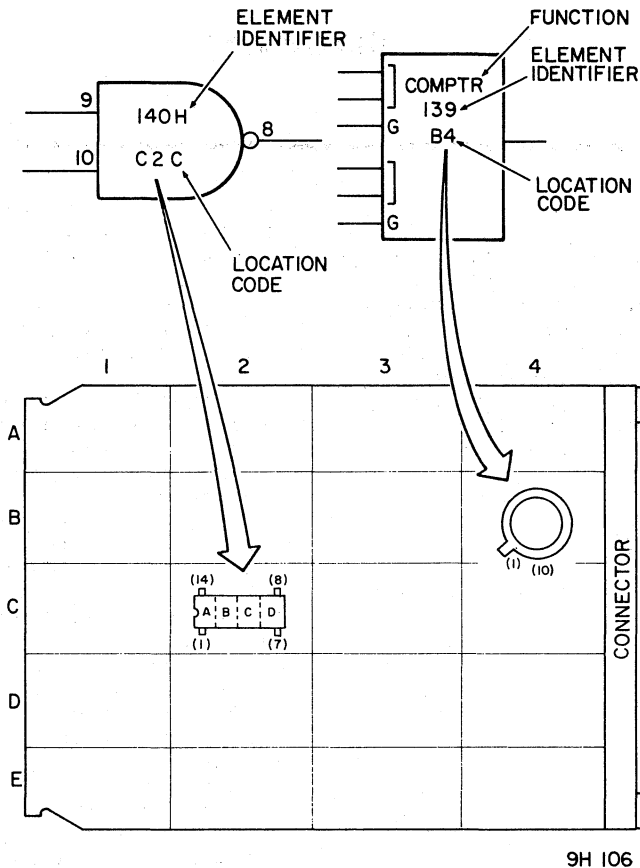 ELEMENT
IDENTIFIER
9
10
140H
C2C
8
LOCATION
CODE
FUNCTION
ELEMENT
IDENTIFIER
COMPTR
139
B4
G
G
LOCATION
CODE
1 2 3 4
A
B
C
D
E
(14) (8)
A B C D
(1) (7)
(1) (10)
CONNECTOR
9H 106